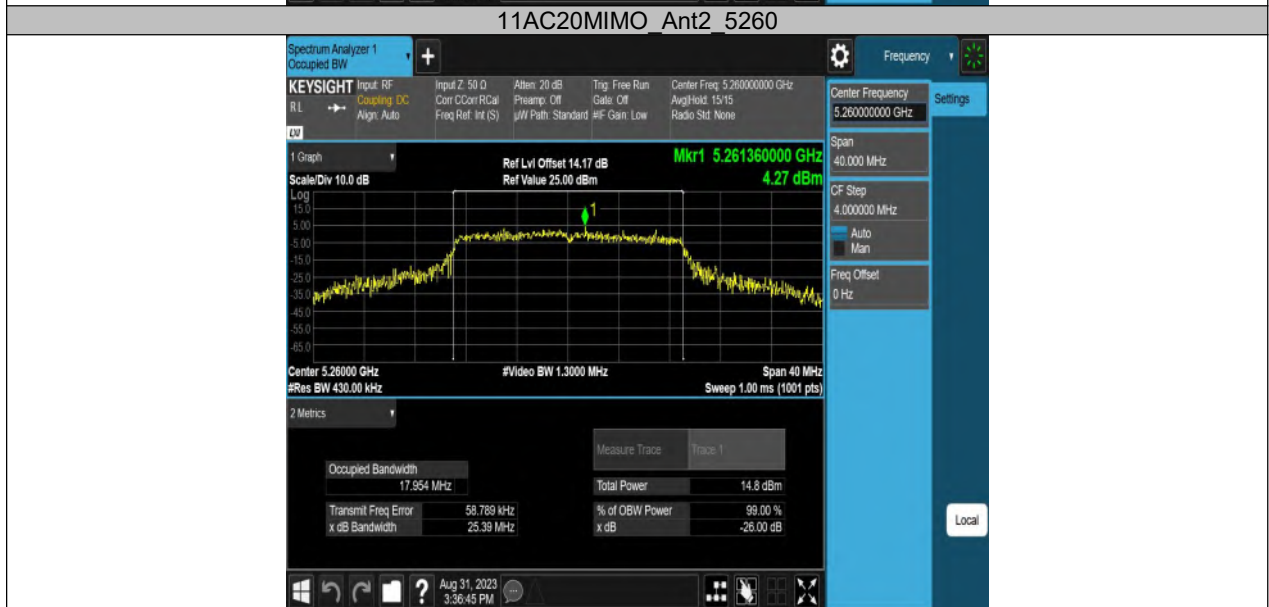 11AC20MIMO_Ant2_5260
Spectrum Analyzer 1
Occupied BW
+
Frequency
KEYSIGHT
Input: RF
Coupling: DC
Align: Auto
RL
LXI
Input Z: 50 Ω
Corr CCorr RCal
Freq Ref: Int (S)
Atten: 20 dB
Preamp: Off
µW Path: Standard
Trig: Free Run
Gate: Off
#IF Gain: Low
Center Freq: 5.260000000 GHz
Avg|Hold: 15/15
Radio Std: None
Center Frequency
5.260000000 GHz
Settings
Span
40.000 MHz
CF Step
4.000000 MHz
Auto
Man
Freq Offset
0 Hz
1 Graph
Scale/Div 10.0 dB
Ref Lvl Offset 14.17 dB
Ref Value 25.00 dBm
Mkr1 5.261360000 GHz
4.27 dBm
Log
15.0
5.00
-5.00
-15.0
-25.0
-35.0
-45.0
-55.0
-65.0
1
Center 5.26000 GHz
#Res BW 430.00 kHz
#Video BW 1.3000 MHz
Span 40 MHz
Sweep 1.00 ms (1001 pts)
2 Metrics
Measure Trace Trace 1
Occupied Bandwidth
17.954 MHz
Total Power 14.8 dBm
Transmit Freq Error 58.789 kHz
% of OBW Power 99.00 %
x dB Bandwidth 25.39 MHz
x dB -26.00 dB
Local
?
Aug 31, 2023
3:36:45 PM